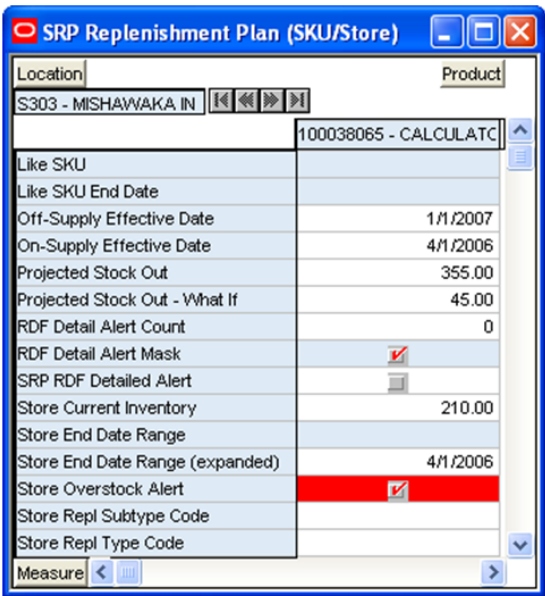 SRP Replenishment Plan (SKU/Store)
Location Product
S303 - MISHAWAKA IN
100038065 - CALCULATC
Like SKU
Like SKU End Date
Off-Supply Effective Date 1/1/2007
On-Supply Effective Date 4/1/2006
Projected Stock Out 355.00
Projected Stock Out - What If 45.00
RDF Detail Alert Count 0
RDF Detail Alert Mask
SRP RDF Detailed Alert
Store Current Inventory 210.00
Store End Date Range
Store End Date Range (expanded) 4/1/2006
Store Overstock Alert
Store Repl Subtype Code
Store Repl Type Code
Measure